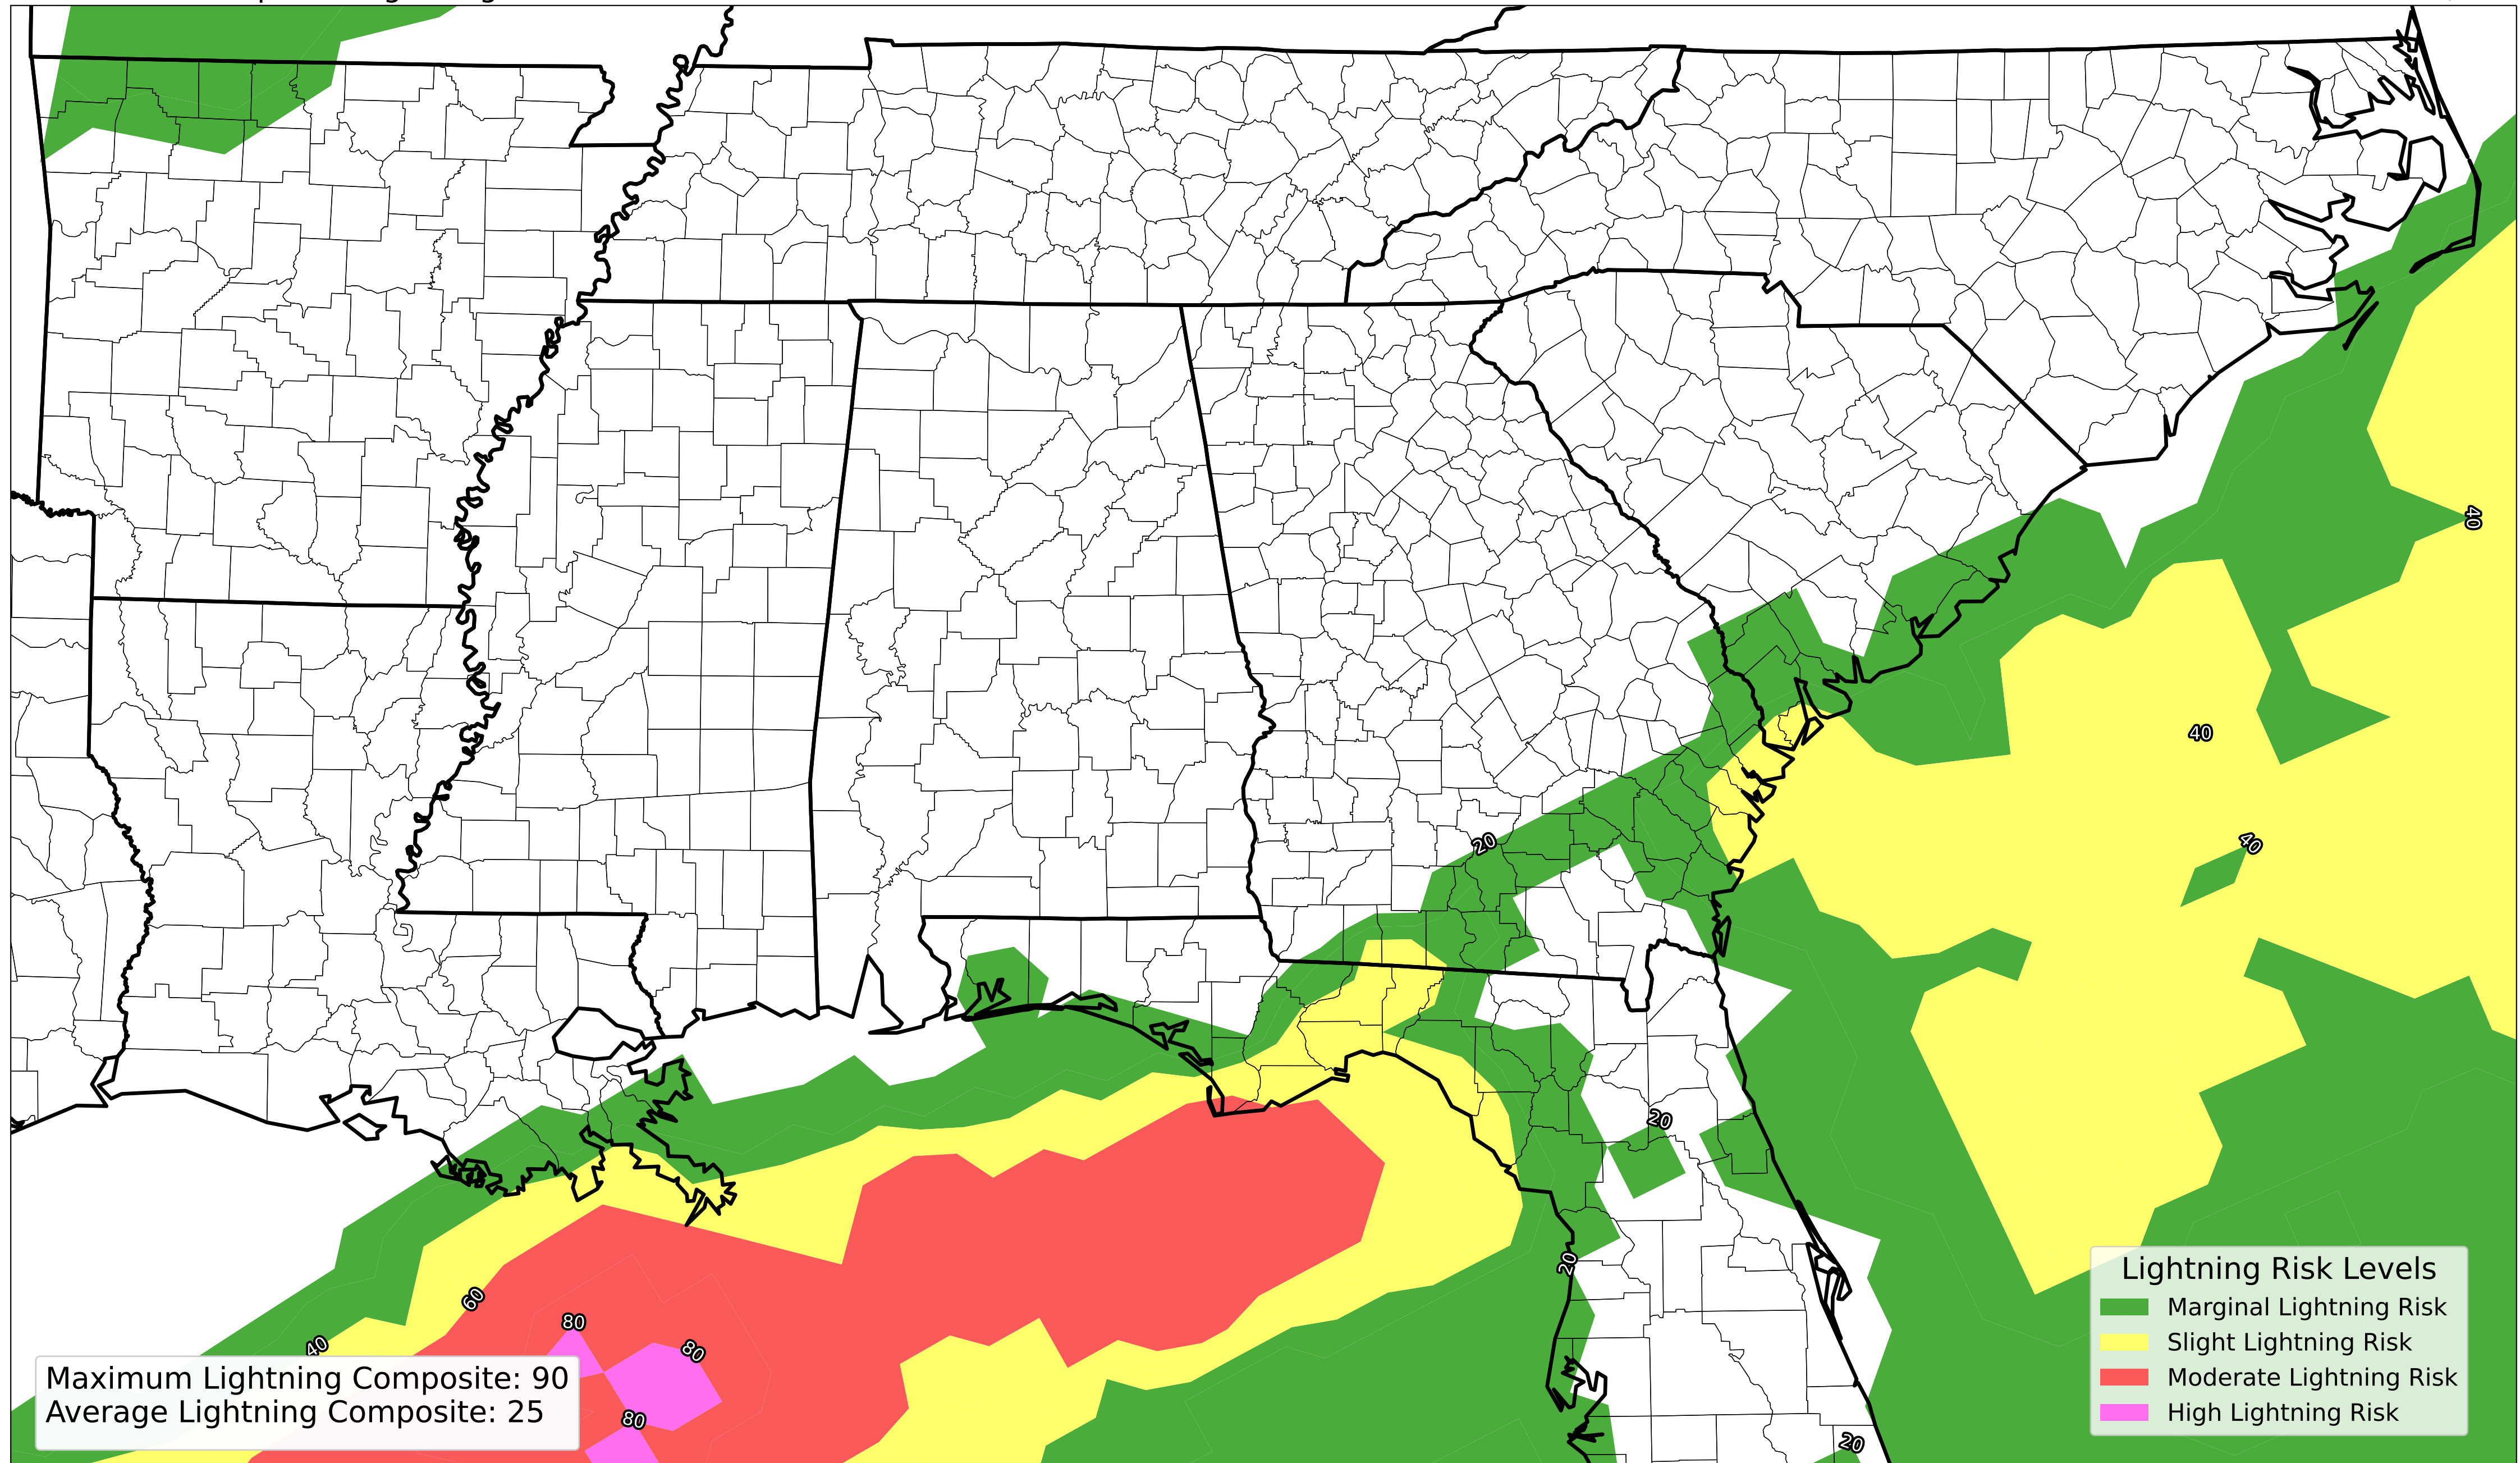 40
40
20
40
20
20
60
80
40
80
80
20
Lightning Risk Levels
Marginal Lightning Risk
Slight Lightning Risk
Moderate Lightning Risk
High Lightning Risk
Maximum Lightning Composite: 90
Average Lightning Composite: 25